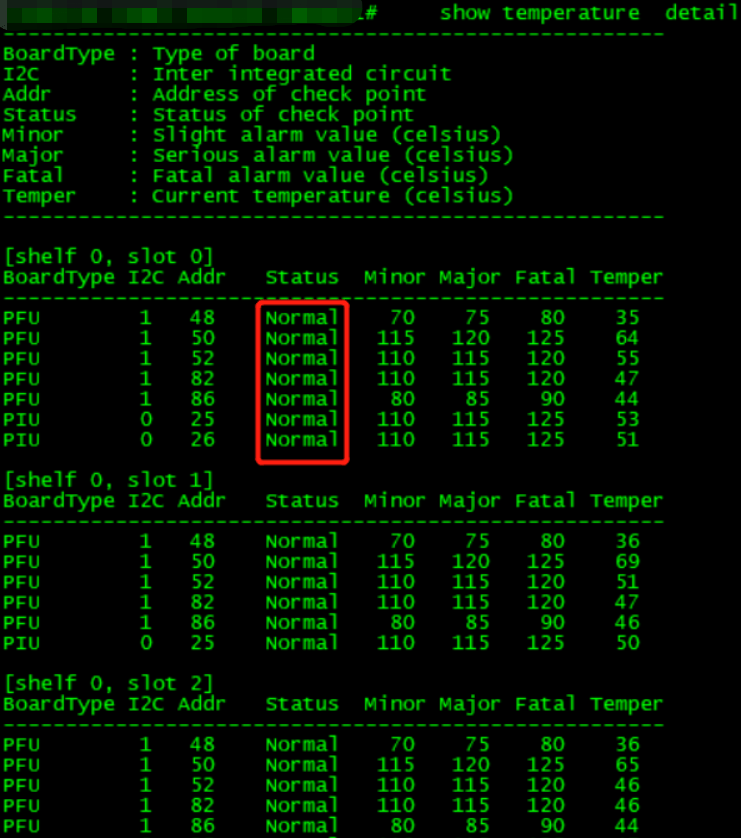 # show temperature detail
-----------------------------------------------------
BoardType : Type of board
I2C : Inter integrated circuit
Addr : Address of check point
Status : Status of check point
Minor : Slight alarm value (celsius)
Major : Serious alarm value (celsius)
Fatal : Fatal alarm value (celsius)
Temper : Current temperature (celsius)
-----------------------------------------------------
[shelf 0, slot 0]
BoardType I2C Addr Status Minor Major Fatal Temper
-----------------------------------------------------
PFU 1 48 Normal 70 75 80 35
PFU 1 50 Normal 115 120 125 64
PFU 1 52 Normal 110 115 120 55
PFU 1 82 Normal 110 115 120 47
PFU 1 86 Normal 80 85 90 44
PIU 0 25 Normal 110 115 125 53
PIU 0 26 Normal 110 115 125 51
[shelf 0, slot 1]
BoardType I2C Addr Status Minor Major Fatal Temper
-----------------------------------------------------
PFU 1 48 Normal 70 75 80 36
PFU 1 50 Normal 115 120 125 69
PFU 1 52 Normal 110 115 120 51
PFU 1 82 Normal 110 115 120 47
PFU 1 86 Normal 80 85 90 46
PIU 0 25 Normal 110 115 125 50
[shelf 0, slot 2]
BoardType I2C Addr Status Minor Major Fatal Temper
-----------------------------------------------------
PFU 1 48 Normal 70 75 80 36
PFU 1 50 Normal 115 120 125 65
PFU 1 52 Normal 110 115 120 46
PFU 1 82 Normal 110 115 120 46
PFU 1 86 Normal 80 85 90 44